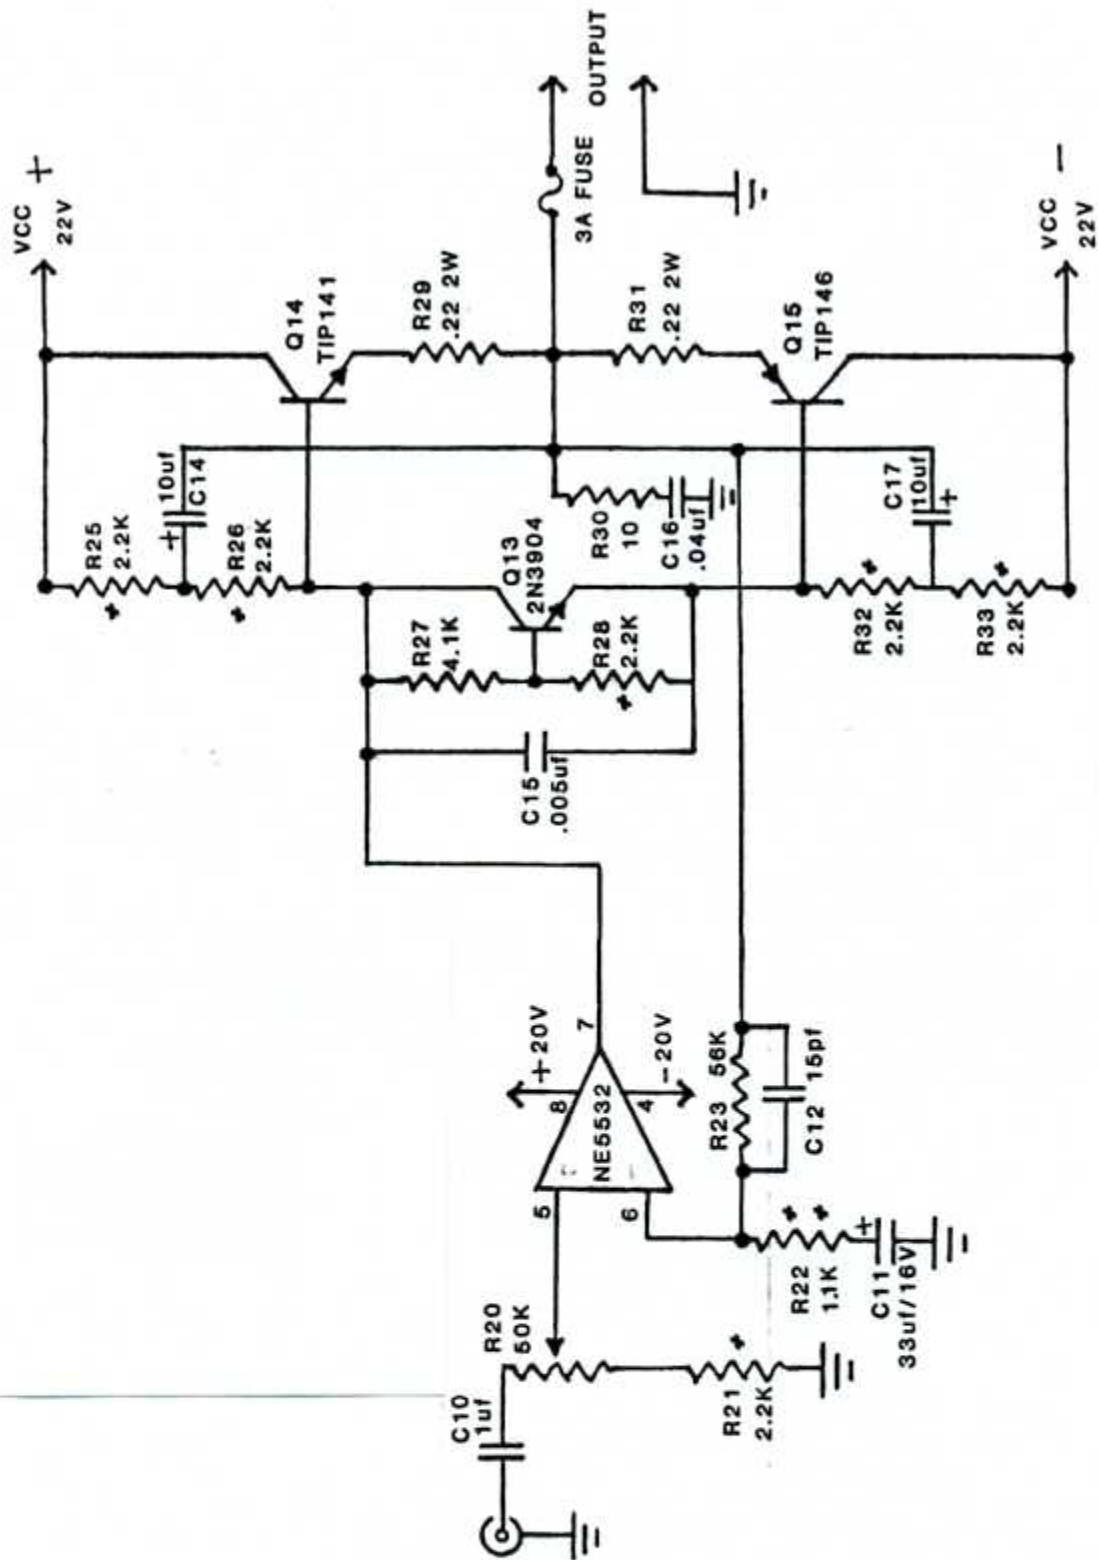 VCC +
22V
Q14
TIP141
R29
.22 2W
3A FUSE
OUTPUT
R31
.22 2W
Q15
TIP146
VCC -
22V
R25
2.2K
+
10uf
C14
R26
2.2K
Q13
2N3904
R30
10
C16
.04uf
C17
10uf
+
R32
2.2K
R33
2.2K
R27
4.1K
R28
2.2K
C15
.005uf
+20V
8
7
NE5532
5
6
4
-20V
R23 56K
C12 15pf
C10
1uf
R20
50K
R21
2.2K
R22
1.1K
+
C11
33uf/16V